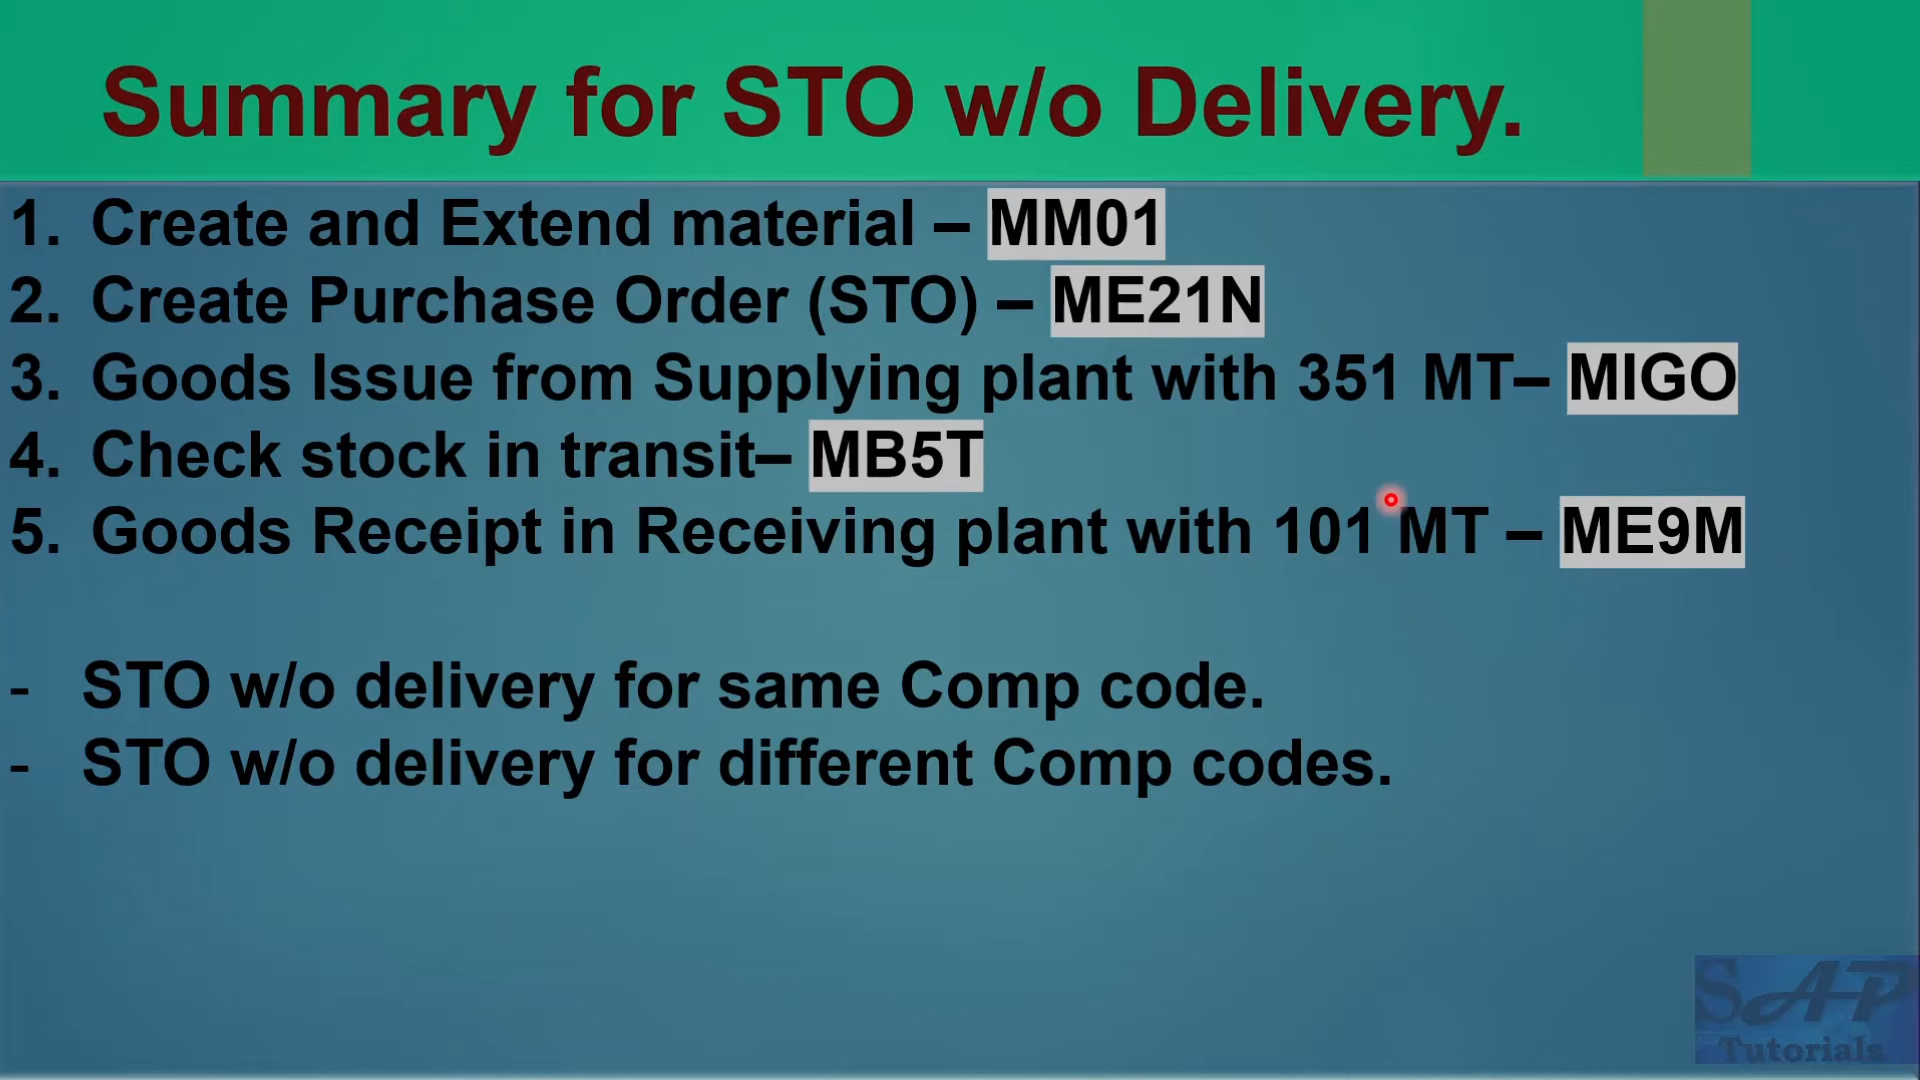 Summary for STO w/o Delivery.
1. Create and Extend material – MM01
2. Create Purchase Order (STO) – ME21N
3. Goods Issue from Supplying plant with 351 MT– MIGO
4. Check stock in transit– MB5T
5. Goods Receipt in Receiving plant with 101 MT – ME9M
- STO w/o delivery for same Comp code.
- STO w/o delivery for different Comp codes.
SAP
Tutorials